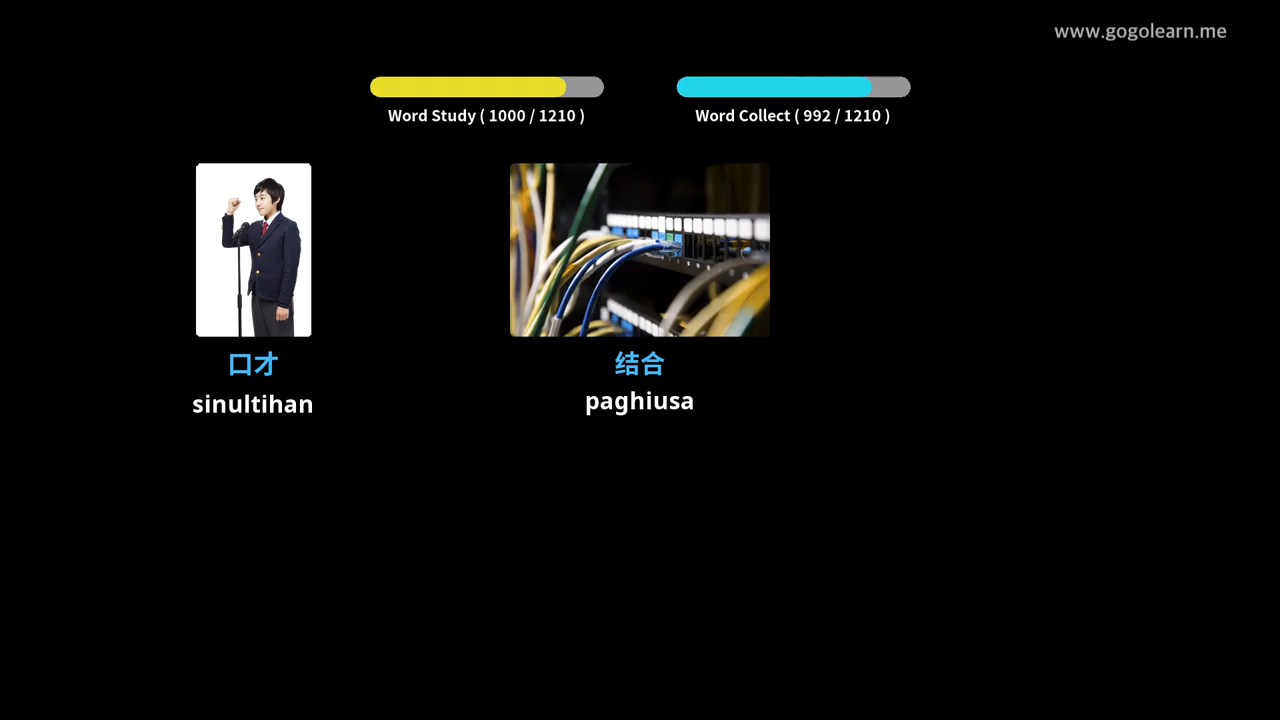 www.gogolearn.me
Word Study ( 1000 / 1210 )
Word Collect ( 992 / 1210 )
口才
结合
sinultihan
paghiusa